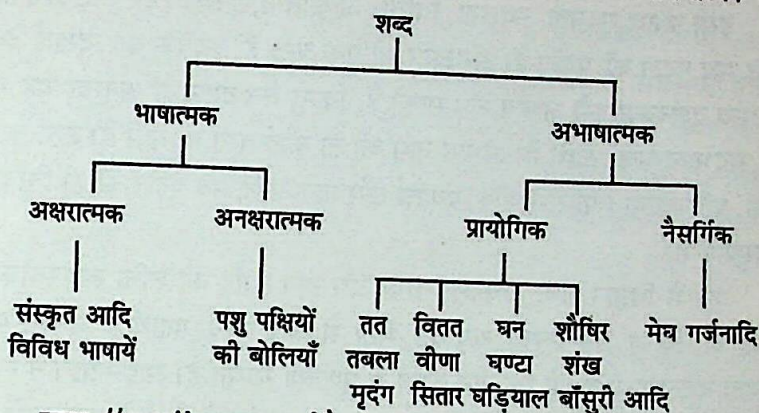 शब्द
भाषात्मक
अभाषात्मक
अक्षरात्मक अनक्षरात्मक प्रायोगिक नैसर्गिक
संस्कृत आदि पशु पक्षियों तत वितत घन शौषिर मेघ गर्जनादि
विविध भाषायें की बोलियाँ तबला वीणा घण्टा शंख
मृदंग सितार घड़ियाल बाँसुरी आदि